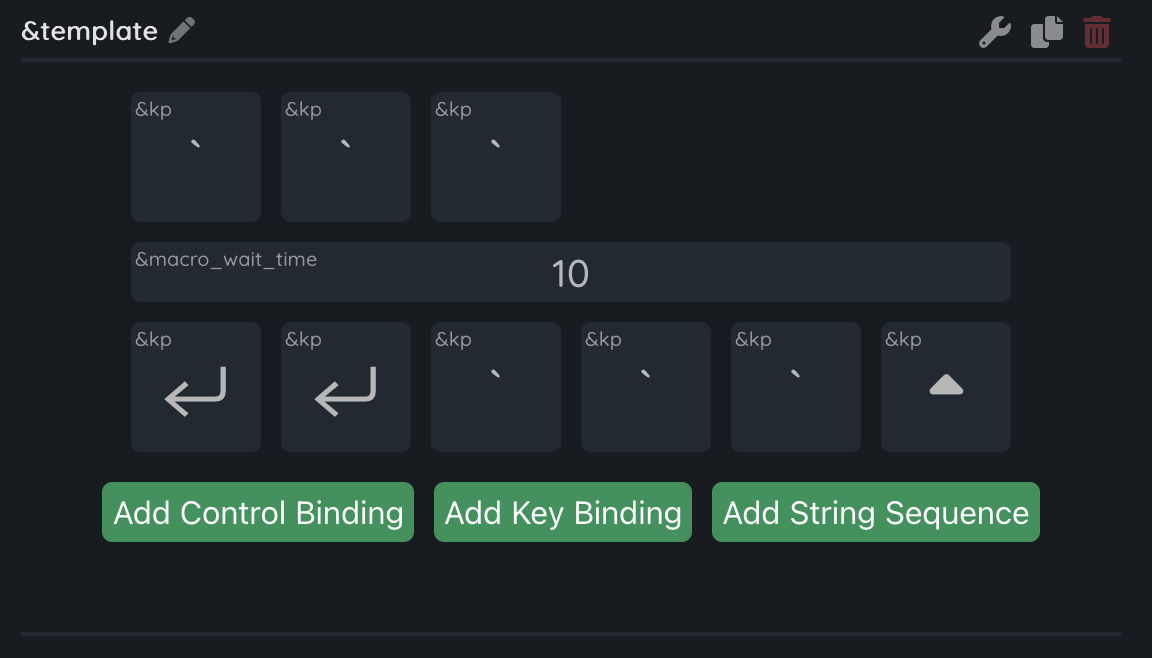 &template
&kp &kp &kp
` ` `
&macro_wait_time 10
&kp &kp &kp &kp &kp &kp
` ` `
Add Control Binding Add Key Binding Add String Sequence